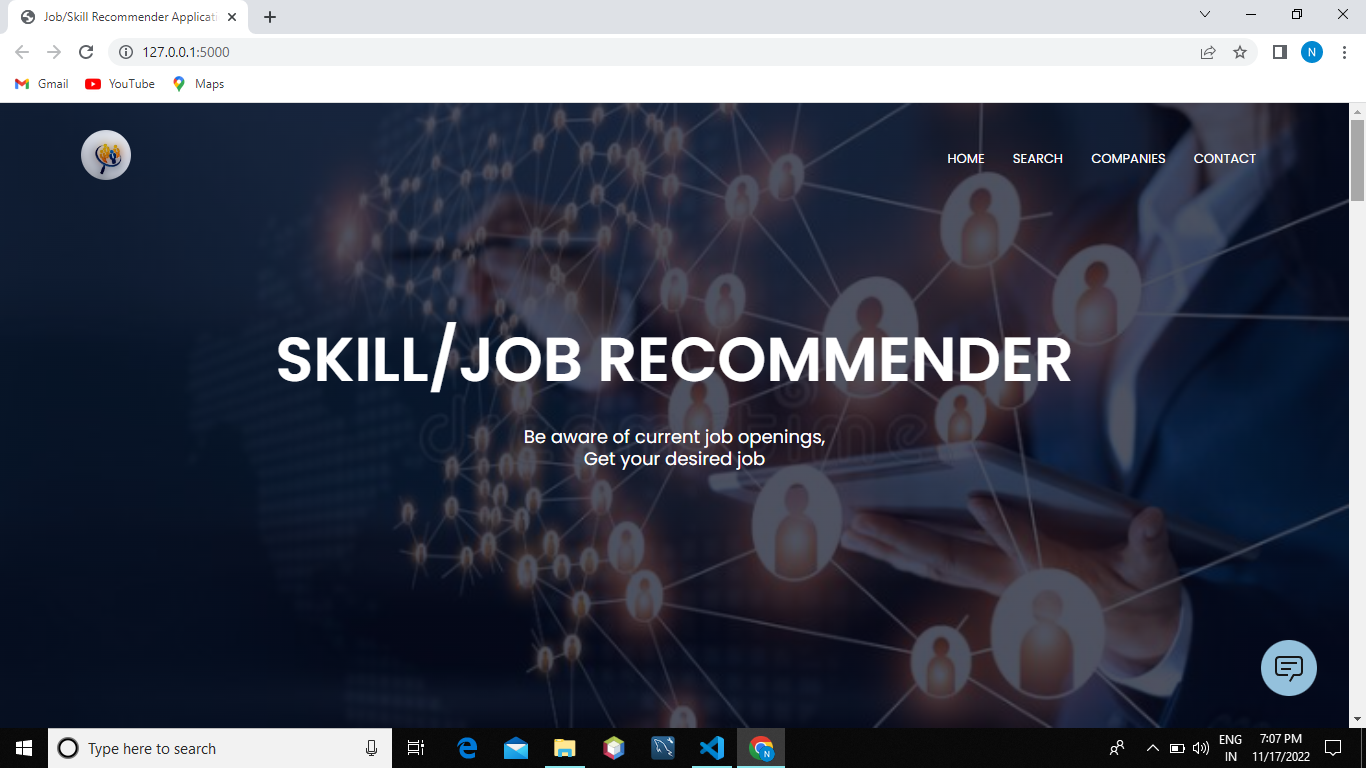 Job/Skill Recommender Applicati
127.0.0.1:5000
N
Gmail
YouTube
Maps
HOME
SEARCH
COMPANIES
CONTACT
SKILL/JOB RECOMMENDER
dreamstime
Be aware of current job openings,
Get your desired job
Type here to search
N
ENG
IN
7:07 PM
11/17/2022